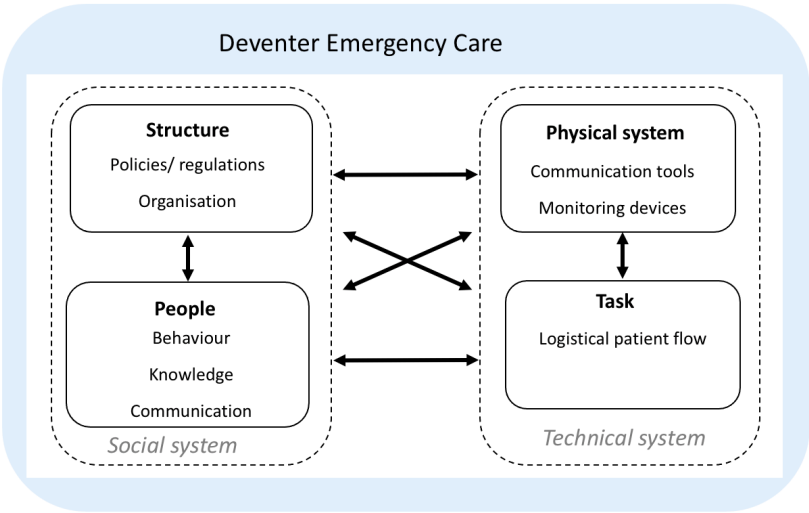 Deventer Emergency Care
Structure
Policies/ regulations
Organisation
People
Behaviour
Knowledge
Communication
Social system
Physical system
Communication tools
Monitoring devices
Task
Logistical patient flow
Technical system